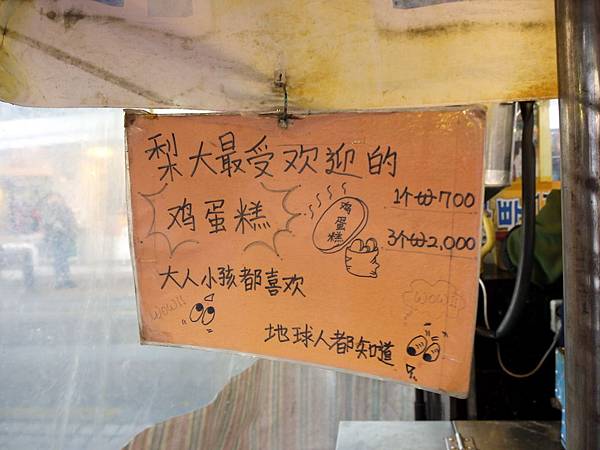 梨大最受欢迎的
鸡蛋糕
鸡蛋糕
1个₩700
3个₩2,000
大人小孩都喜欢
WOW!!
WOW!!
地球人都知道